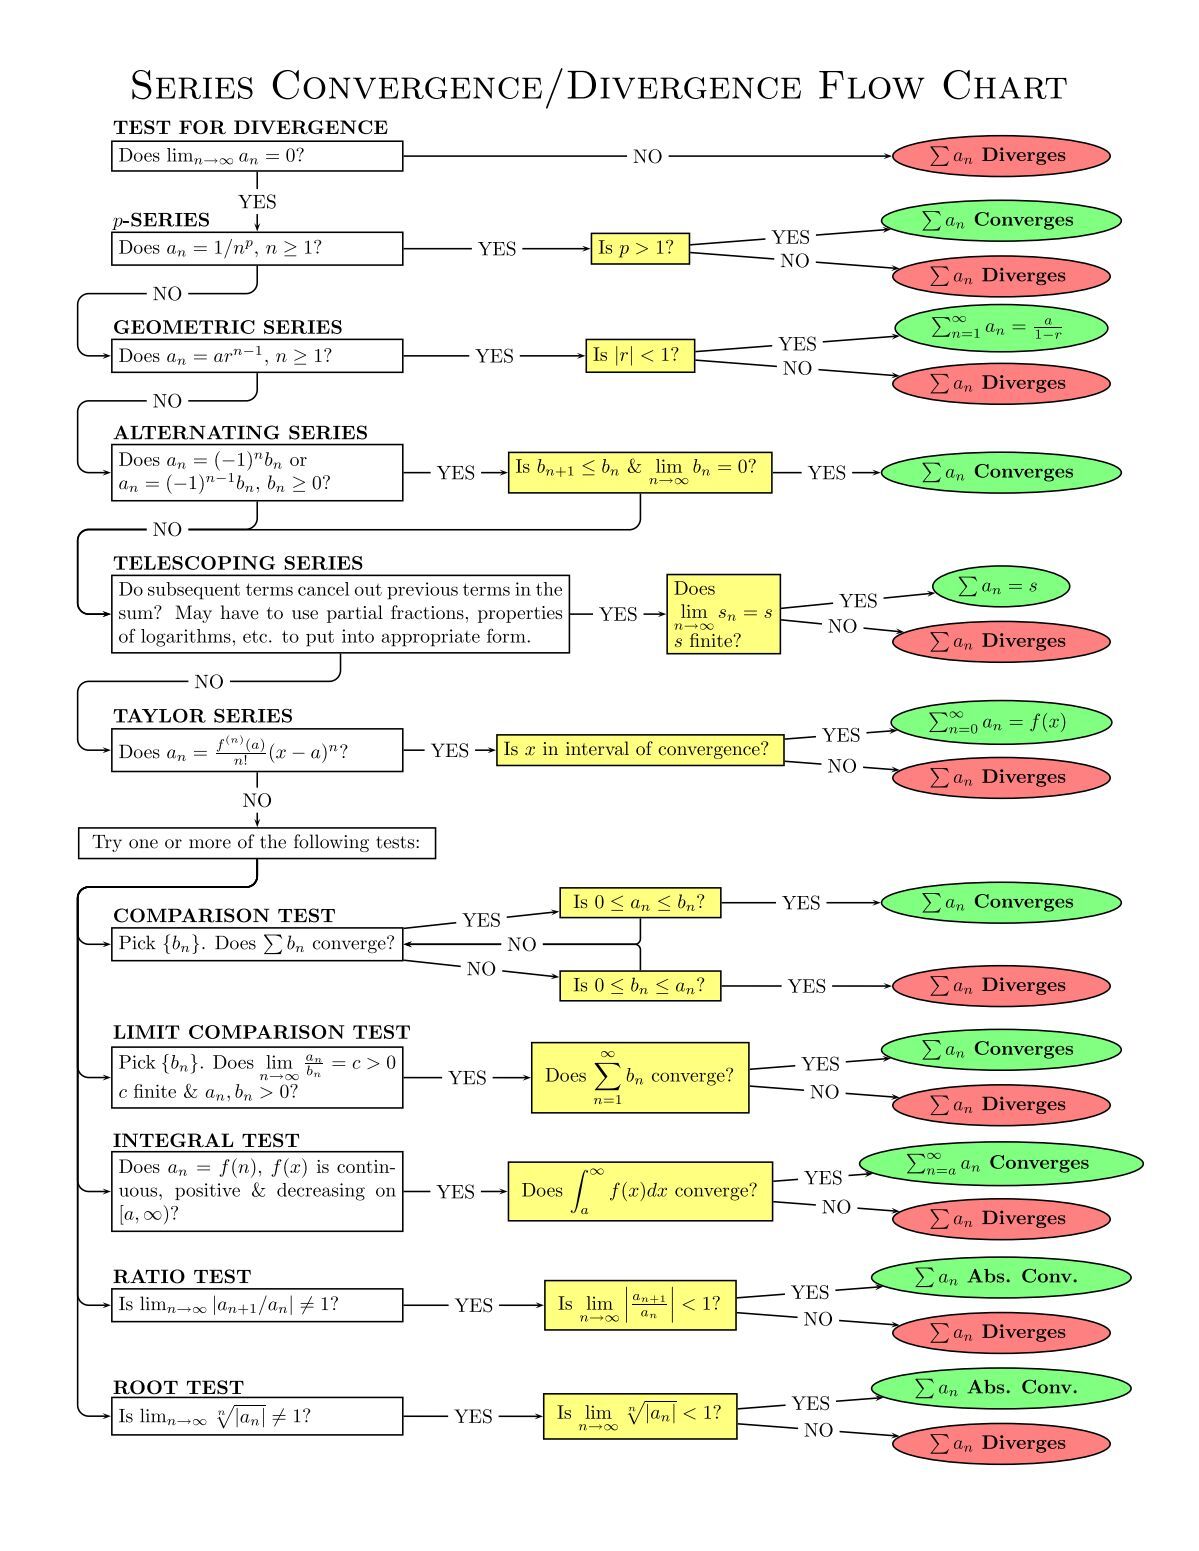 Series Convergence/Divergence Flow Chart
TEST FOR DIVERGENCE
Does lim_{n→∞} a_n = 0?
NO
∑ a_n Diverges
YES
p-SERIES
Does a_n = 1/n^p, n ≥ 1?
YES
Is p > 1?
YES
∑ a_n Converges
NO
∑ a_n Diverges
NO
GEOMETRIC SERIES
Does a_n = ar^{n−1}, n ≥ 1?
YES
Is |r| < 1?
YES
∑_{n=1}^{∞} a_n = a/(1−r)
NO
∑ a_n Diverges
NO
ALTERNATING SERIES
Does a_n = (−1)^n b_n or
a_n = (−1)^{n−1} b_n, b_n ≥ 0?
YES
Is b_{n+1} ≤ b_n & lim_{n→∞} b_n = 0?
YES
∑ a_n Converges
NO
TELESCOPING SERIES
Do subsequent terms cancel out previous terms in the
sum? May have to use partial fractions, properties
of logarithms, etc. to put into appropriate form.
YES
Does
lim_{n→∞} s_n = s
s finite?
YES
∑ a_n = s
NO
∑ a_n Diverges
NO
TAYLOR SERIES
Does a_n = f^{(n)}(a)/n! (x − a)^n?
YES
Is x in interval of convergence?
YES
∑_{n=0}^{∞} a_n = f(x)
NO
∑ a_n Diverges
NO
Try one or more of the following tests:
COMPARISON TEST
Pick {b_n}. Does ∑ b_n converge?
YES
Is 0 ≤ a_n ≤ b_n?
YES
∑ a_n Converges
NO
NO
Is 0 ≤ b_n ≤ a_n?
YES
∑ a_n Diverges
LIMIT COMPARISON TEST
Pick {b_n}. Does lim_{n→∞} a_n/b_n = c > 0
c finite & a_n, b_n > 0?
YES
Does ∑_{n=1}^{∞} b_n converge?
YES
∑ a_n Converges
NO
∑ a_n Diverges
INTEGRAL TEST
Does a_n = f(n), f(x) is contin-
uous, positive & decreasing on
[a, ∞)?
YES
Does ∫_a^∞ f(x)dx converge?
YES
∑_{n=a}^{∞} a_n Converges
NO
∑ a_n Diverges
RATIO TEST
Is lim_{n→∞} |a_{n+1}/a_n| ≠ 1?
YES
Is lim_{n→∞} |a_{n+1}/a_n| < 1?
YES
∑ a_n Abs. Conv.
NO
∑ a_n Diverges
ROOT TEST
Is lim_{n→∞} ⁿ√|a_n| ≠ 1?
YES
Is lim_{n→∞} ⁿ√|a_n| < 1?
YES
∑ a_n Abs. Conv.
NO
∑ a_n Diverges